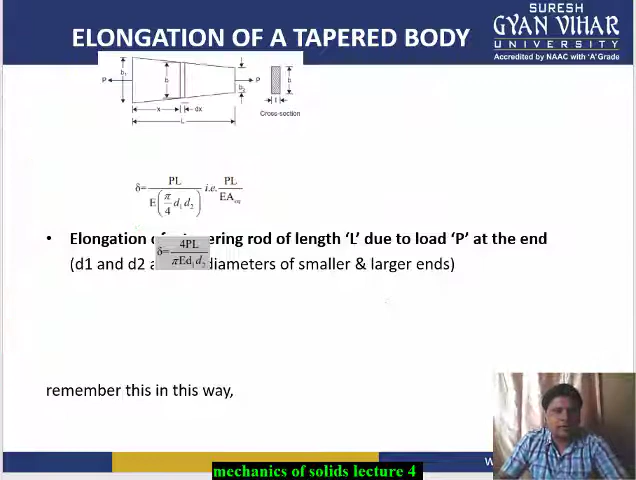 ELONGATION OF A TAPERED BODY
SURESH
GYAN VIHAR
UNIVERSITY
Accredited by NAAC with 'A' Grade
P b₁ b b₂ P b
x dx t
L
Cross-section
δ= PL / E(π/4 d₁ d₂) i.e. PL / EA
• Elongation of tapering rod of length 'L' due to load 'P' at the end
δ= 4PL / πEd₁d₂
(d1 and d2 a diameters of smaller & larger ends)
remember this in this way,
W
mechanics of solids lecture 4